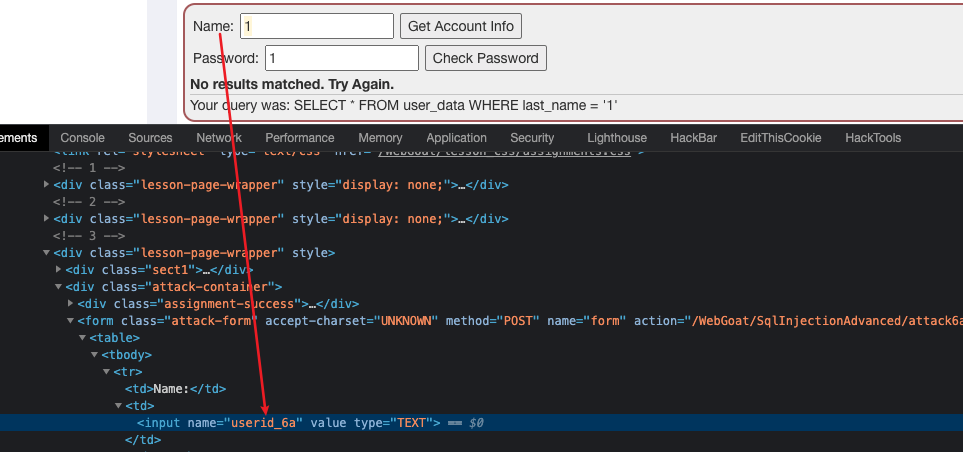 Name: 1 Get Account Info
Password: 1 Check Password
No results matched. Try Again.
Your query was: SELECT * FROM user_data WHERE last_name = '1'
ements Console Sources Network Performance Memory Application Security Lighthouse HackBar EditThisCookie HackTools
<link rel="stylesheet" type="text/css" href="/WebGoat/lesson_css/assignments.css">
<!-- 1 -->
<div class="lesson-page-wrapper" style="display: none;">…</div>
<!-- 2 -->
<div class="lesson-page-wrapper" style="display: none;">…</div>
<!-- 3 -->
<div class="lesson-page-wrapper" style>
<div class="sect1">…</div>
<div class="attack-container">
<div class="assignment-success">…</div>
<form class="attack-form" accept-charset="UNKNOWN" method="POST" name="form" action="/WebGoat/SqlInjectionAdvanced/attack6a
<table>
<tbody>
<tr>
<td>Name:</td>
<td>
<input name="userid_6a" value type="TEXT"> == $0
</td>